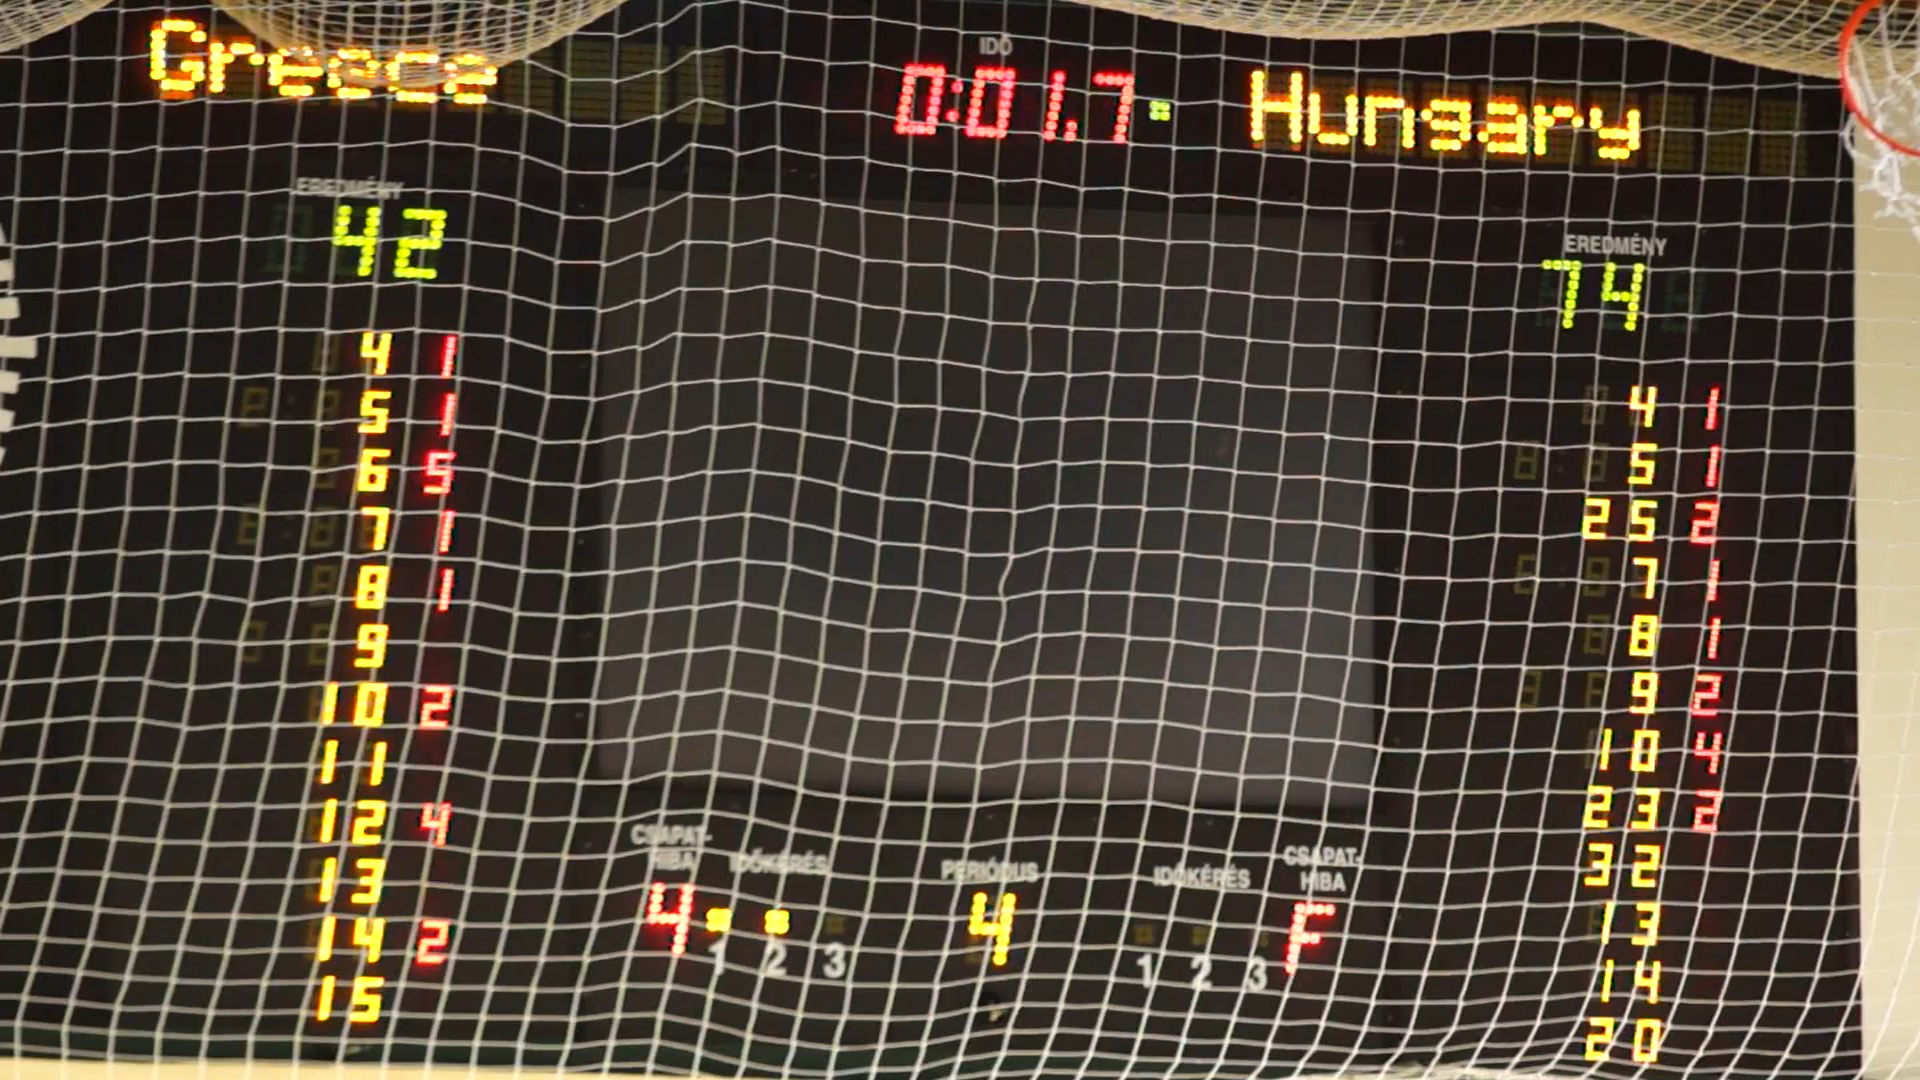 Greece 0:01.7 Hungary
IDŐ
EREDMÉNY
42
EREDMÉNY
74
4 1
5 1
6 5
7 1
8 1
9
10 2
11
12 4
13
14 2
15
4 1
5 1
25 2
7 1
8 1
9 2
10 4
23 2
32
13
14
20
CSAPAT-
HIBA
4
IDŐKÉRÉS
1 2 3
PERIÓDUS
4
IDŐKÉRÉS
1 2 3
CSAPAT-
HIBA
F